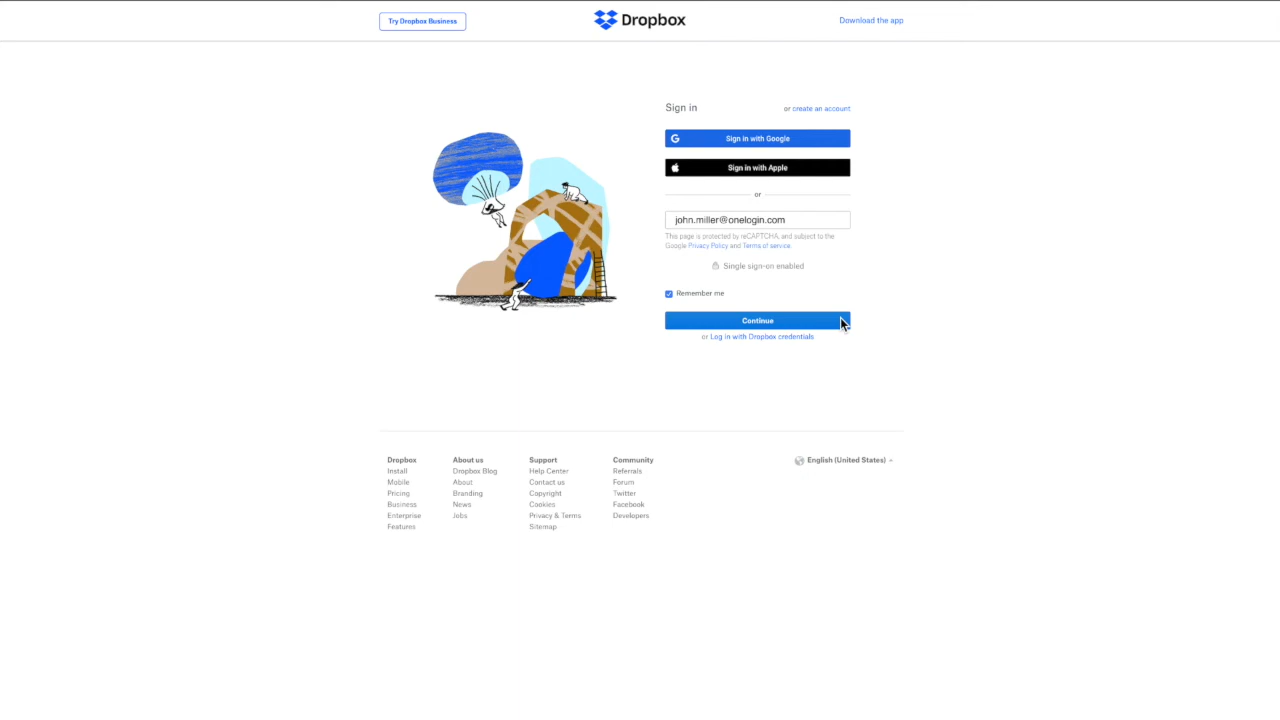 Try Dropbox Business
Dropbox
Download the app
Sign in
or create an account
Sign in with Google
Sign in with Apple
or
john.miller@onelogin.com
This page is protected by reCAPTCHA, and subject to the
Google Privacy Policy and Terms of service.
Single sign-on enabled
Remember me
Continue
or Log in with Dropbox credentials
Dropbox
Install
Mobile
Pricing
Business
Enterprise
Features
About us
Dropbox Blog
About
Branding
News
Jobs
Support
Help Center
Contact us
Copyright
Cookies
Privacy & Terms
Sitemap
Community
Referrals
Forum
Twitter
Facebook
Developers
English (United States)